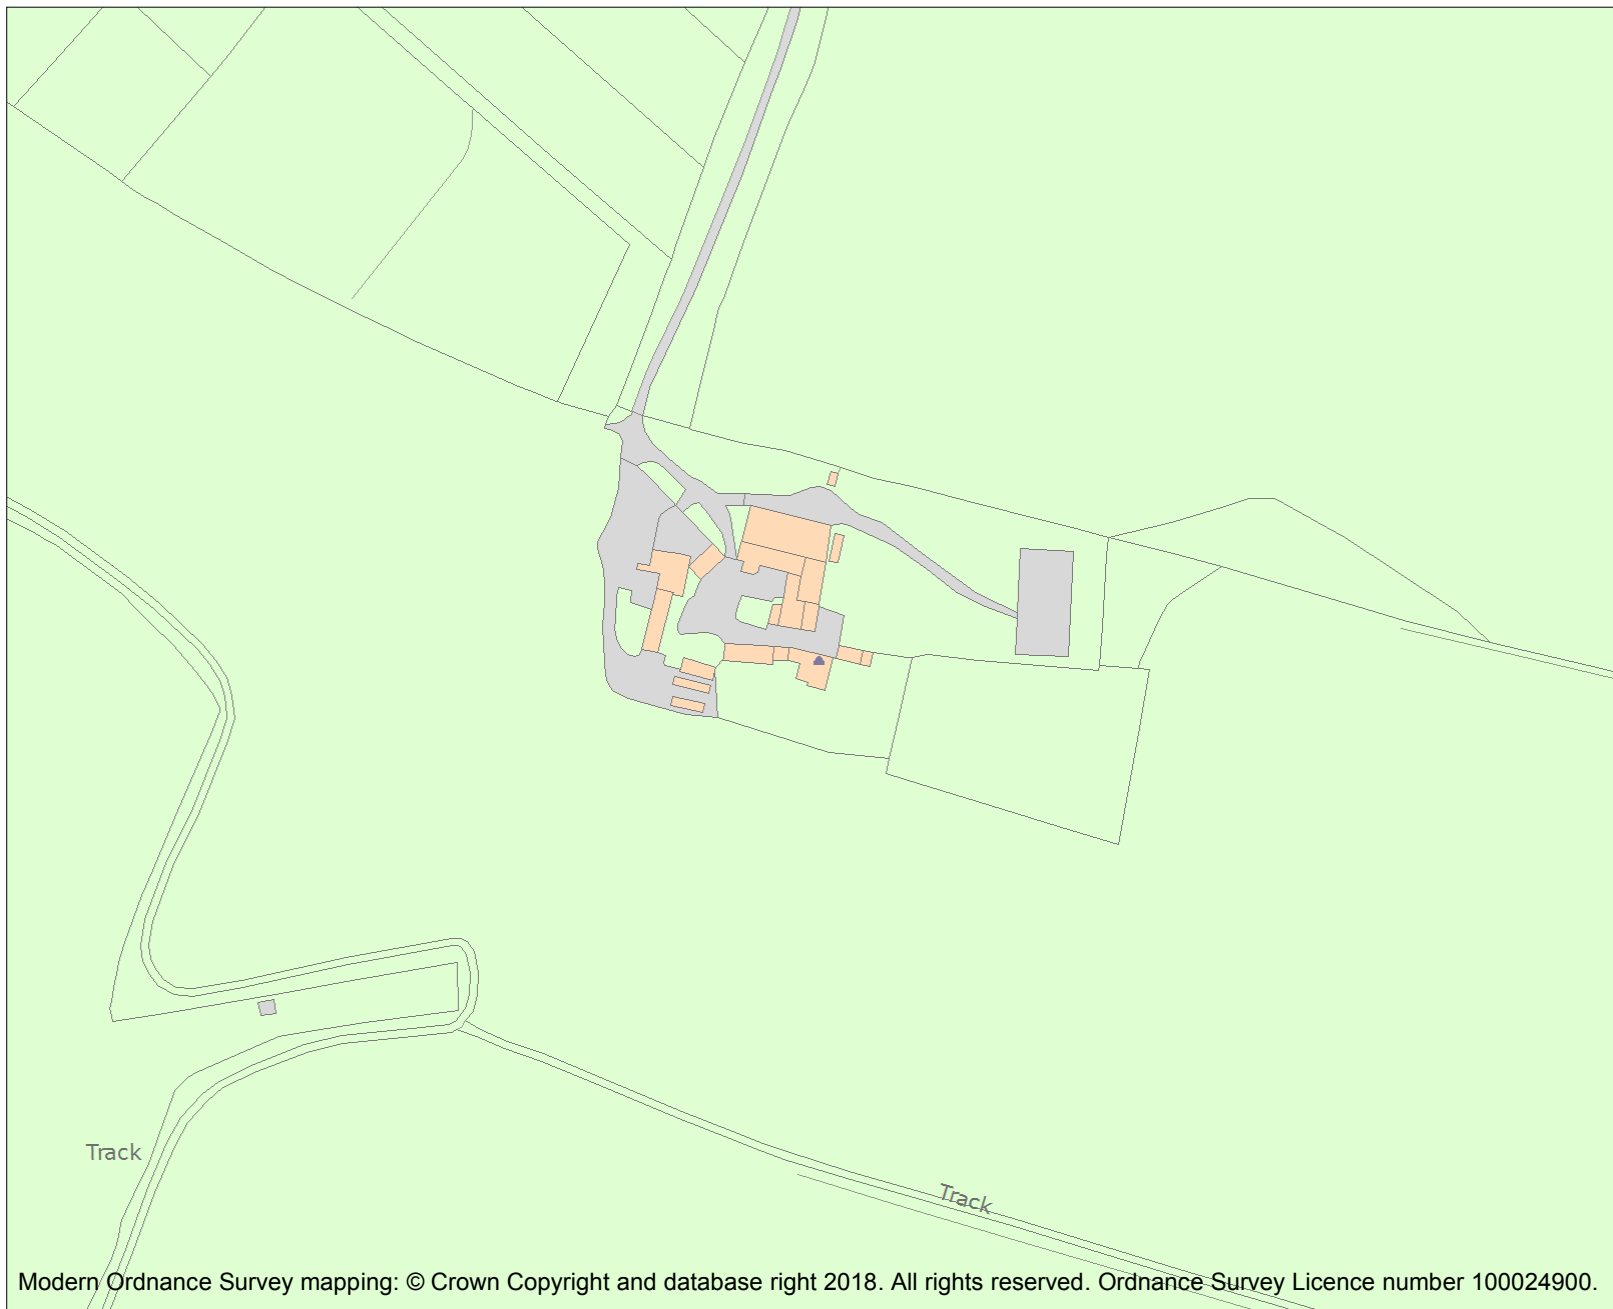 Track
Track
Modern Ordnance Survey mapping: © Crown Copyright and database right 2018. All rights reserved. Ordnance Survey Licence number 100024900.